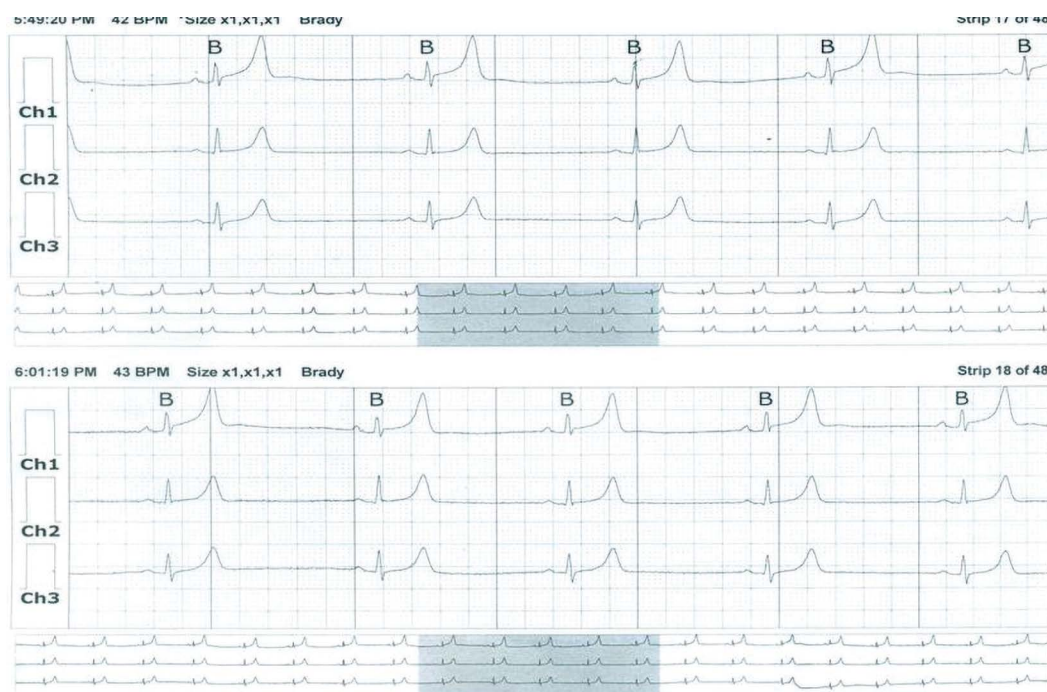 5:49:20 PM 42 BPM Size x1,x1,x1 Brady Strip 17 of 48
B B B B B
Ch1
Ch2
Ch3
6:01:19 PM 43 BPM Size x1,x1,x1 Brady Strip 18 of 48
B B B B B
Ch1
Ch2
Ch3